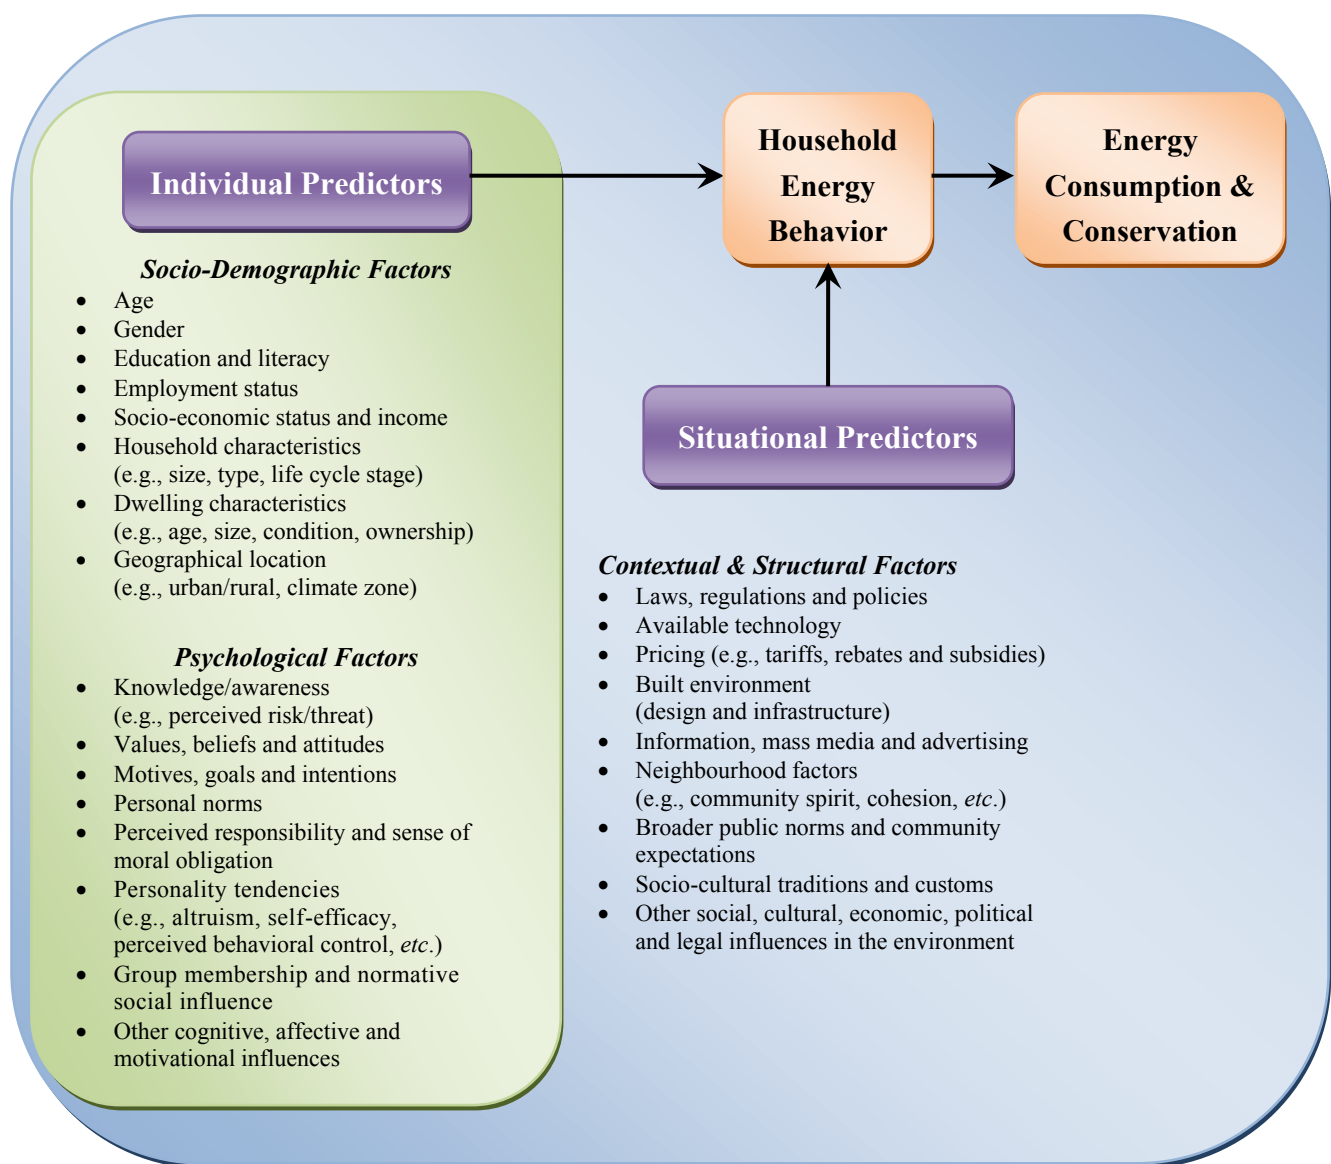 Individual Predictors
Socio-Demographic Factors
• Age
• Gender
• Education and literacy
• Employment status
• Socio-economic status and income
• Household characteristics
(e.g., size, type, life cycle stage)
• Dwelling characteristics
(e.g., age, size, condition, ownership)
• Geographical location
(e.g., urban/rural, climate zone)
Psychological Factors
• Knowledge/awareness
(e.g., perceived risk/threat)
• Values, beliefs and attitudes
• Motives, goals and intentions
• Personal norms
• Perceived responsibility and sense of
moral obligation
• Personality tendencies
(e.g., altruism, self-efficacy,
perceived behavioral control, etc.)
• Group membership and normative
social influence
• Other cognitive, affective and
motivational influences
Household
Energy
Behavior
Energy
Consumption &
Conservation
Situational Predictors
Contextual & Structural Factors
• Laws, regulations and policies
• Available technology
• Pricing (e.g., tariffs, rebates and subsidies)
• Built environment
(design and infrastructure)
• Information, mass media and advertising
• Neighbourhood factors
(e.g., community spirit, cohesion, etc.)
• Broader public norms and community
expectations
• Socio-cultural traditions and customs
• Other social, cultural, economic, political
and legal influences in the environment